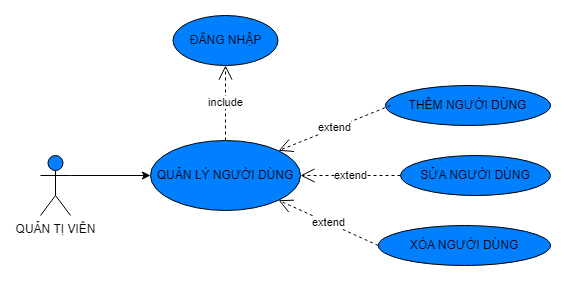 ĐĂNG NHẬP
include
THÊM NGƯỜI DÙNG
extend
QUẢN LÝ NGƯỜI DÙNG
extend
SỬA NGƯỜI DÙNG
QUẢN TỊ VIÊN
extend
XÓA NGƯỜI DÙNG